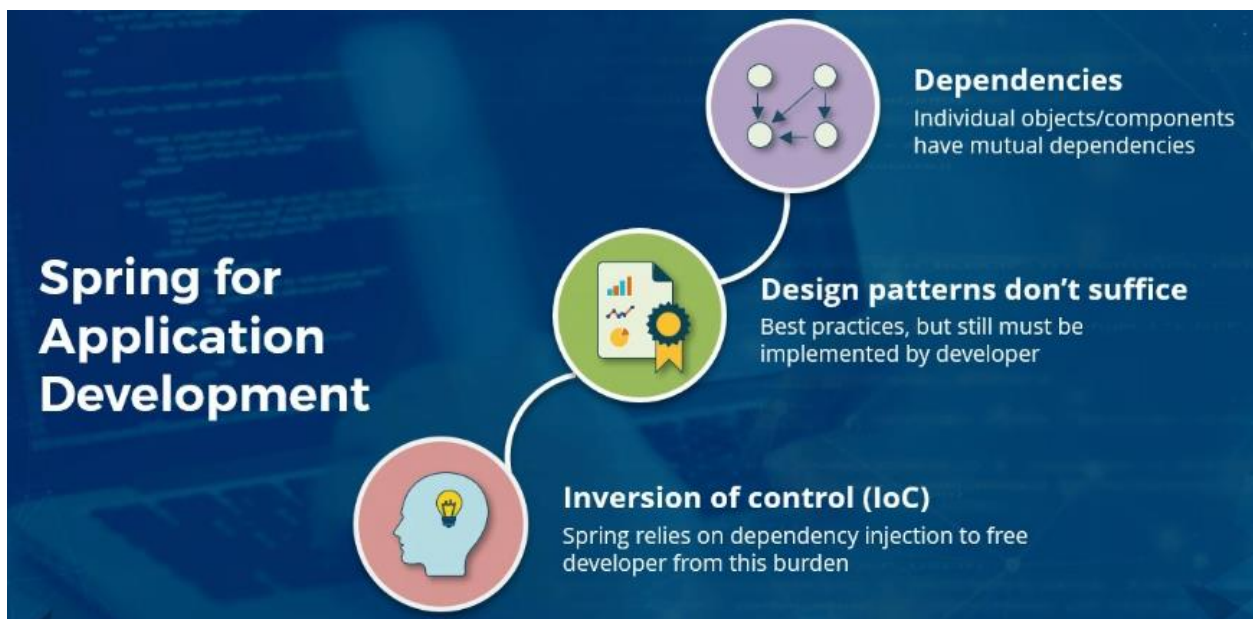 Spring for
Application
Development
Dependencies
Individual objects/components
have mutual dependencies
Design patterns don’t suffice
Best practices, but still must be
implemented by developer
Inversion of control (IoC)
Spring relies on dependency injection to free
developer from this burden